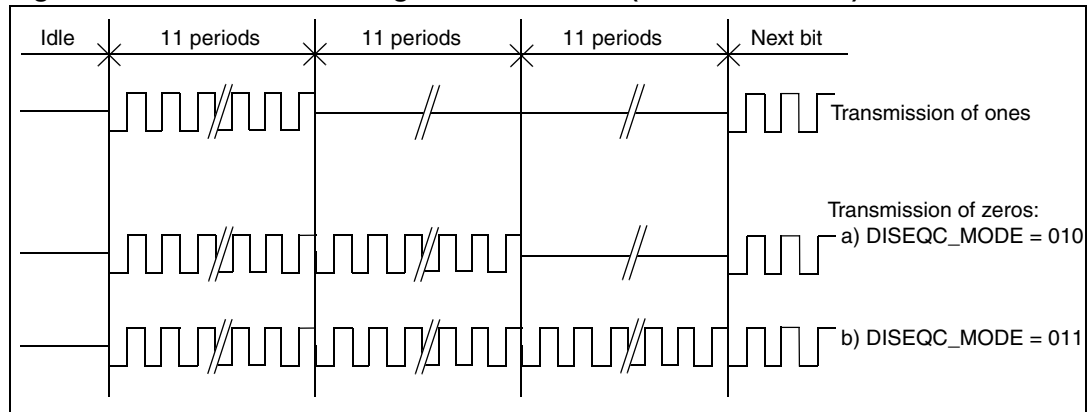 Idle 11 periods 11 periods 11 periods Next bit
Transmission of ones
Transmission of zeros:
a) DISEQC_MODE = 010
b) DISEQC_MODE = 011